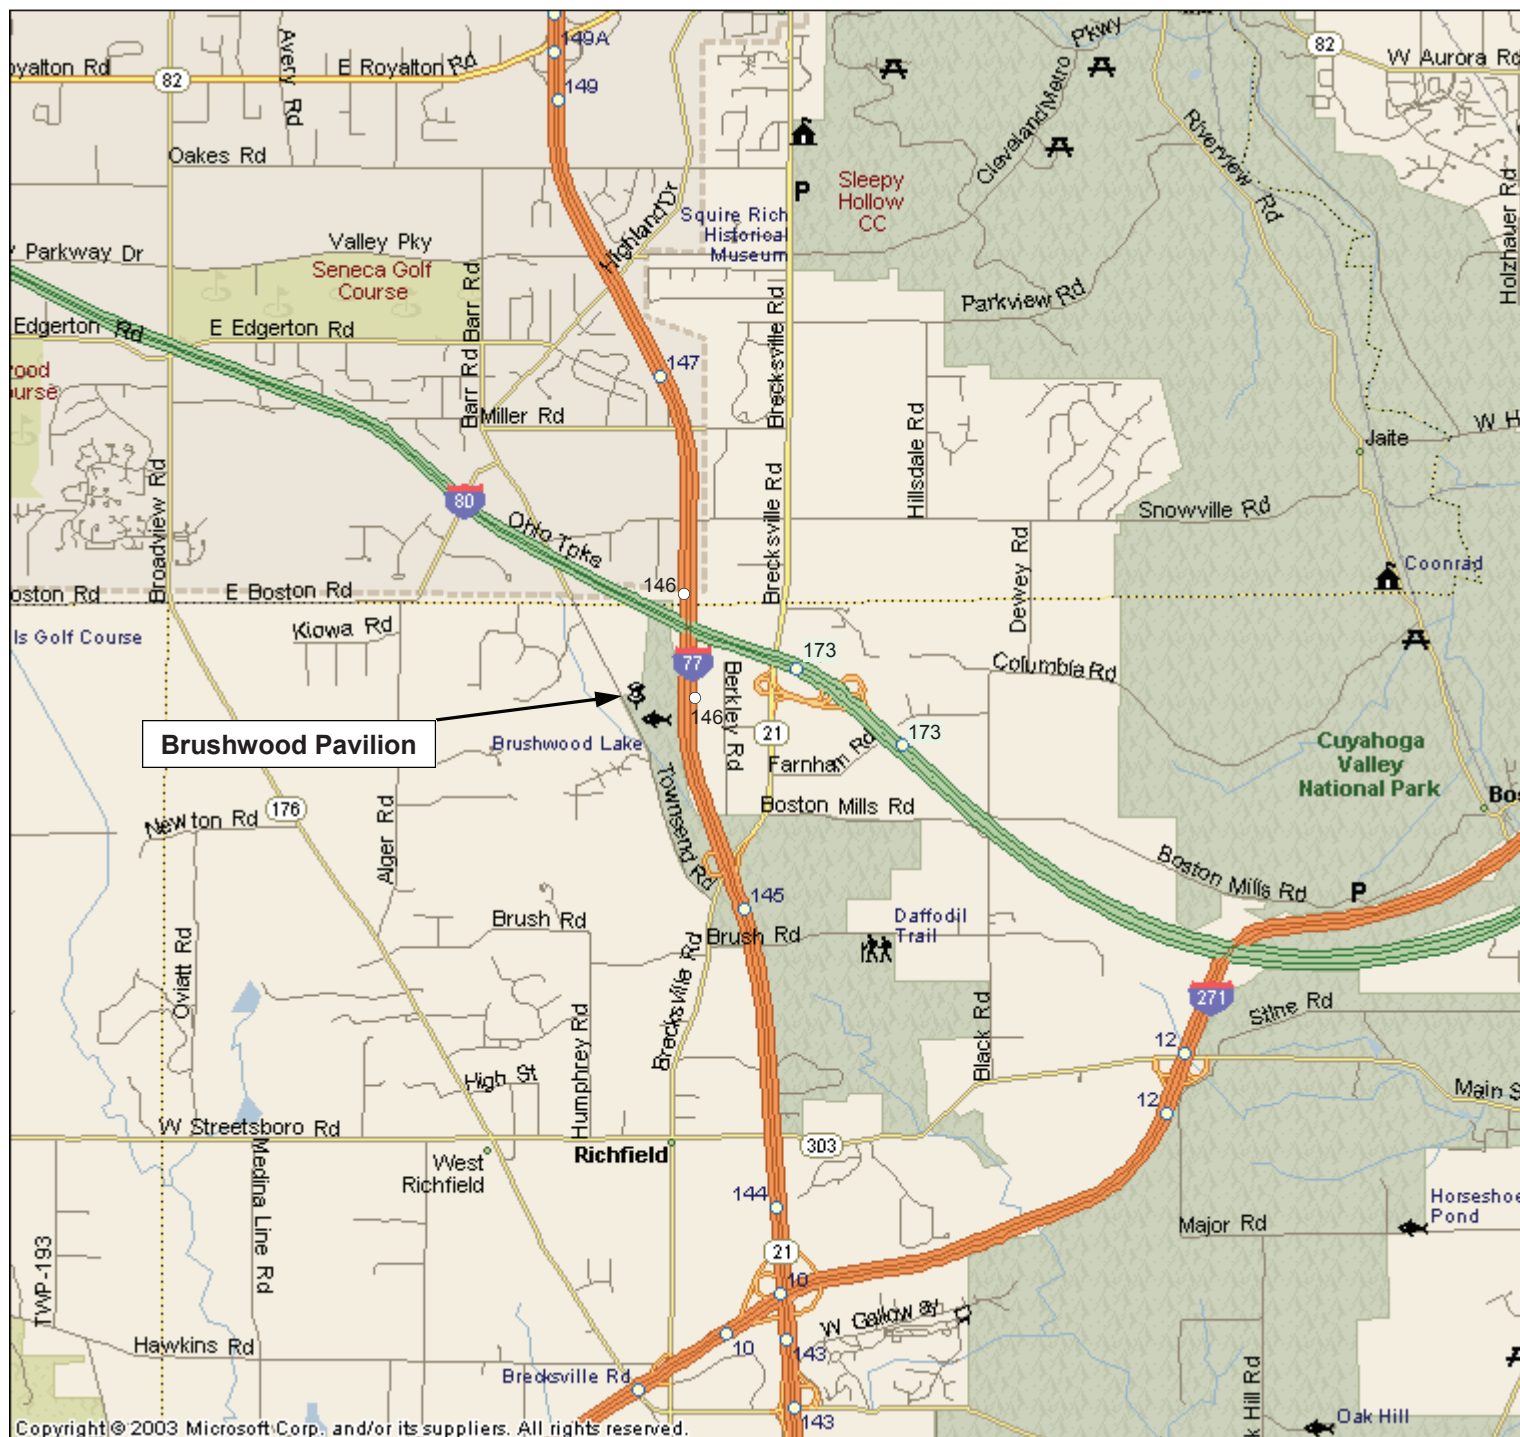 149A
82
E Royalton Rd
Avery Rd
82
W Aurora Rd
149
Pkwy
Cleveland Metro
Riverview Rd
Oakes Rd
P
Sleepy
Hollow
CC
Holzhauer Rd
Highland Dr
Squire Rich
Historical
Museum
Parkway Dr
Valley Pky
Seneca Golf
Course
Barr Rd
Barr Rd
Parkview Rd
Edgerton Rd
E Edgerton Rd
Brecksville Rd
147
Miller Rd
Hillsdale Rd
Jaite
W H
Broadview Rd
80
Ohio Tpke
Brecksville Rd
Snowville Rd
Dewey Rd
Coonrad
146
E Boston Rd
Kiowa Rd
ls Golf Course
173
77
Columbia Rd
Berkley Rd
146
21
173
Brushwood Pavilion
Brushwood Lake
Farnham Rd
Cuyahoga
Valley
National Park
Townsend Rd
Boston Mills Rd
Bos
176
Newton Rd
Alger Rd
Boston Mills Rd
P
145
Brush Rd
Brush Rd
Daffodil
Trail
Oviatt Rd
Brecksville Rd
271
Stine Rd
Humphrey Rd
Black Rd
12
High St
Main S
12
W Streetsboro Rd
303
Richfield
West
Richfield
Medina Line Rd
144
Horseshoe
Pond
Major Rd
TWP-193
21
10
W Galloway Dr
Hawkins Rd
10
143
Brecksville Rd
k Hill Rd
143
Oak Hill
Copyright © 2003 Microsoft Corp. and/or its suppliers. All rights reserved.